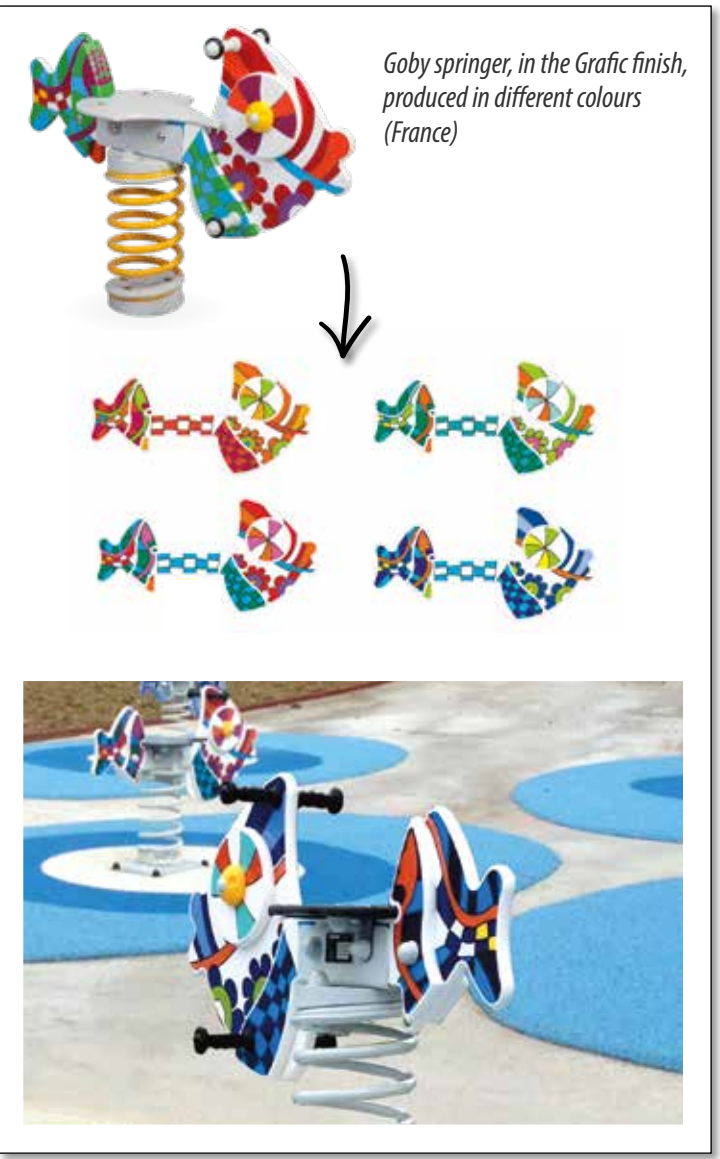 Goby springer, in the Grafic finish,
produced in different colours
(France)